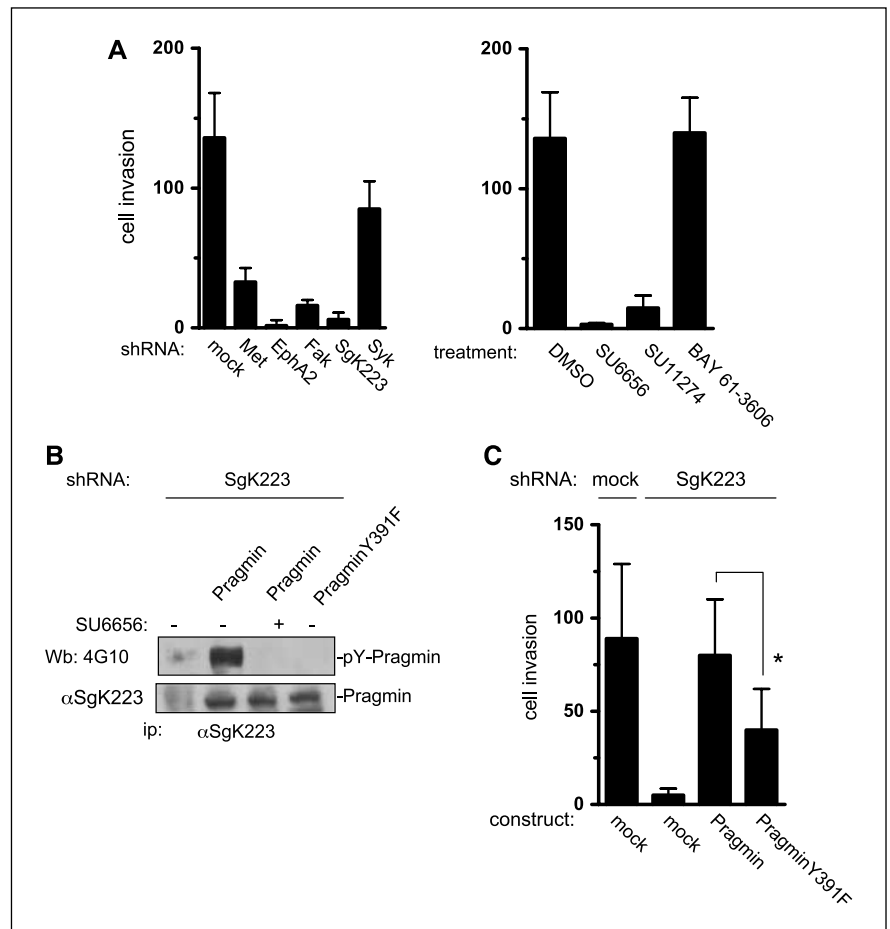 A
200
100
0
cell invasion
shRNA:
mock
Met
EphA2
Fak
SgK223
Syk
200
100
0
treatment:
DMSO
SU6656
SU11274
BAY 61-3606
B
shRNA: SgK223
Pragmin
Pragmin
PragminY391F
SU6656: - - + -
Wb: 4G10 -pY-Pragmin
αSgK223 -Pragmin
ip: αSgK223
C
shRNA: mock SgK223
150
100
50
0
cell invasion
*
construct:
mock
mock
Pragmin
PragminY391F